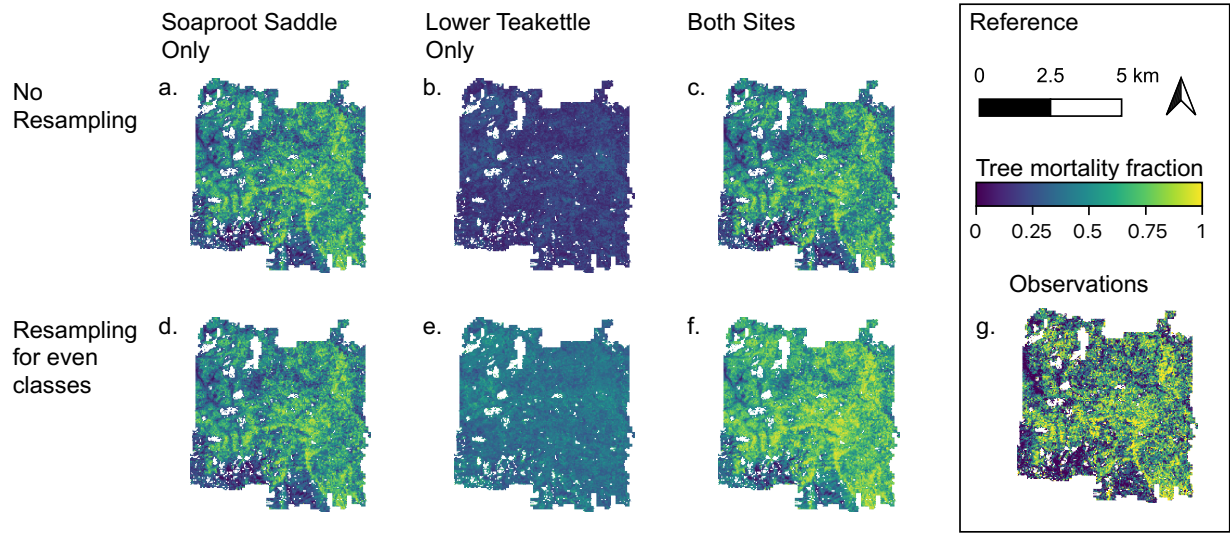 Soaproot Saddle
Only
Lower Teakettle
Only
Both Sites
Reference
No
Resampling
a.
b.
c.
0 2.5 5 km
Tree mortality fraction
0 0.25 0.5 0.75 1
Observations
Resampling
for even
classes
d.
e.
f.
g.